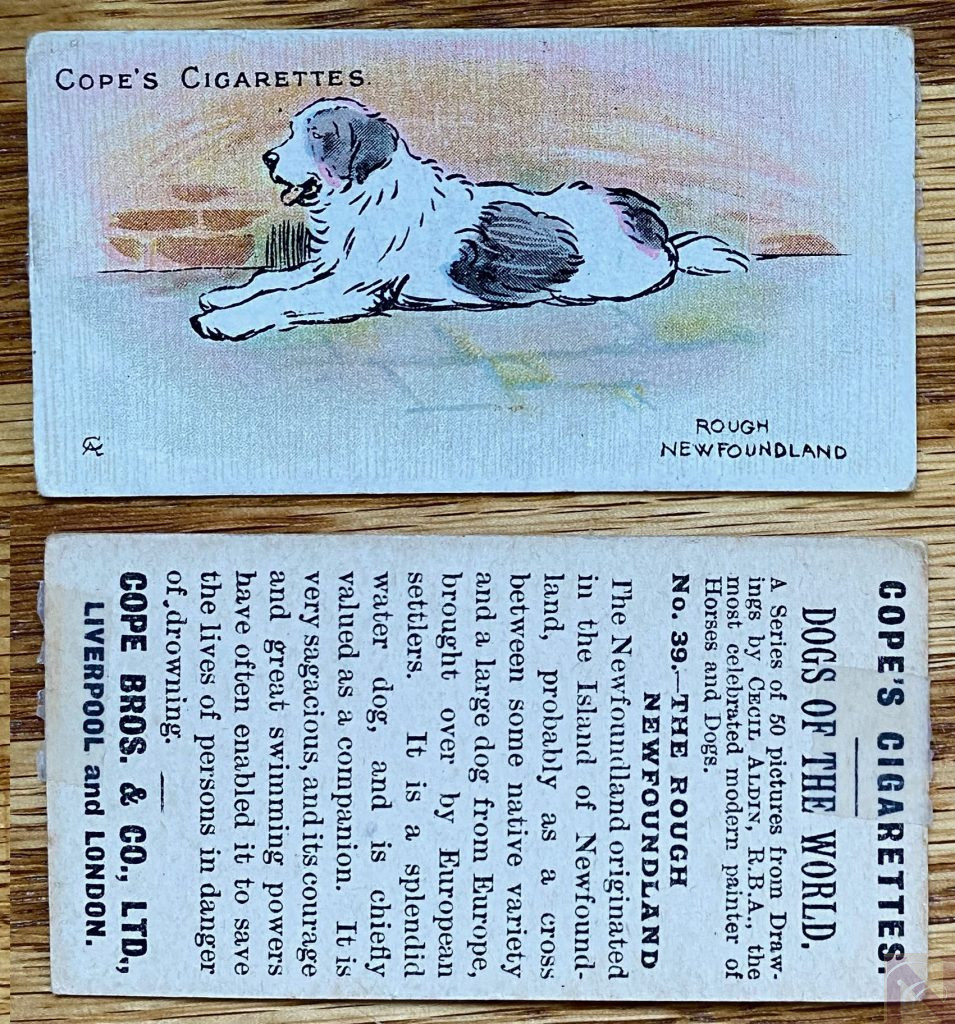 COPE'S CIGARETTES.
CA
ROUGH
NEWFOUNDLAND
COPE'S CIGARETTES.
DOGS OF THE WORLD.
A Series of 50 pictures from Draw-
ings by CECIL ALDIN, R.B.A., the
most celebrated modern painter of
Horses and Dogs.
No. 39.—THE ROUGH
NEWFOUNDLAND
The Newfoundland originated
in the Island of Newfound-
land, probably as a cross
between some native variety
and a large dog from Europe,
brought over by European
settlers. It is a splendid
water dog, and is chiefly
valued as a companion. It is
very sagacious, and its courage
and great swimming powers
have often enabled it to save
the lives of persons in danger
of drowning.
COPE BROS. & CO., LTD.,
LIVERPOOL and LONDON.